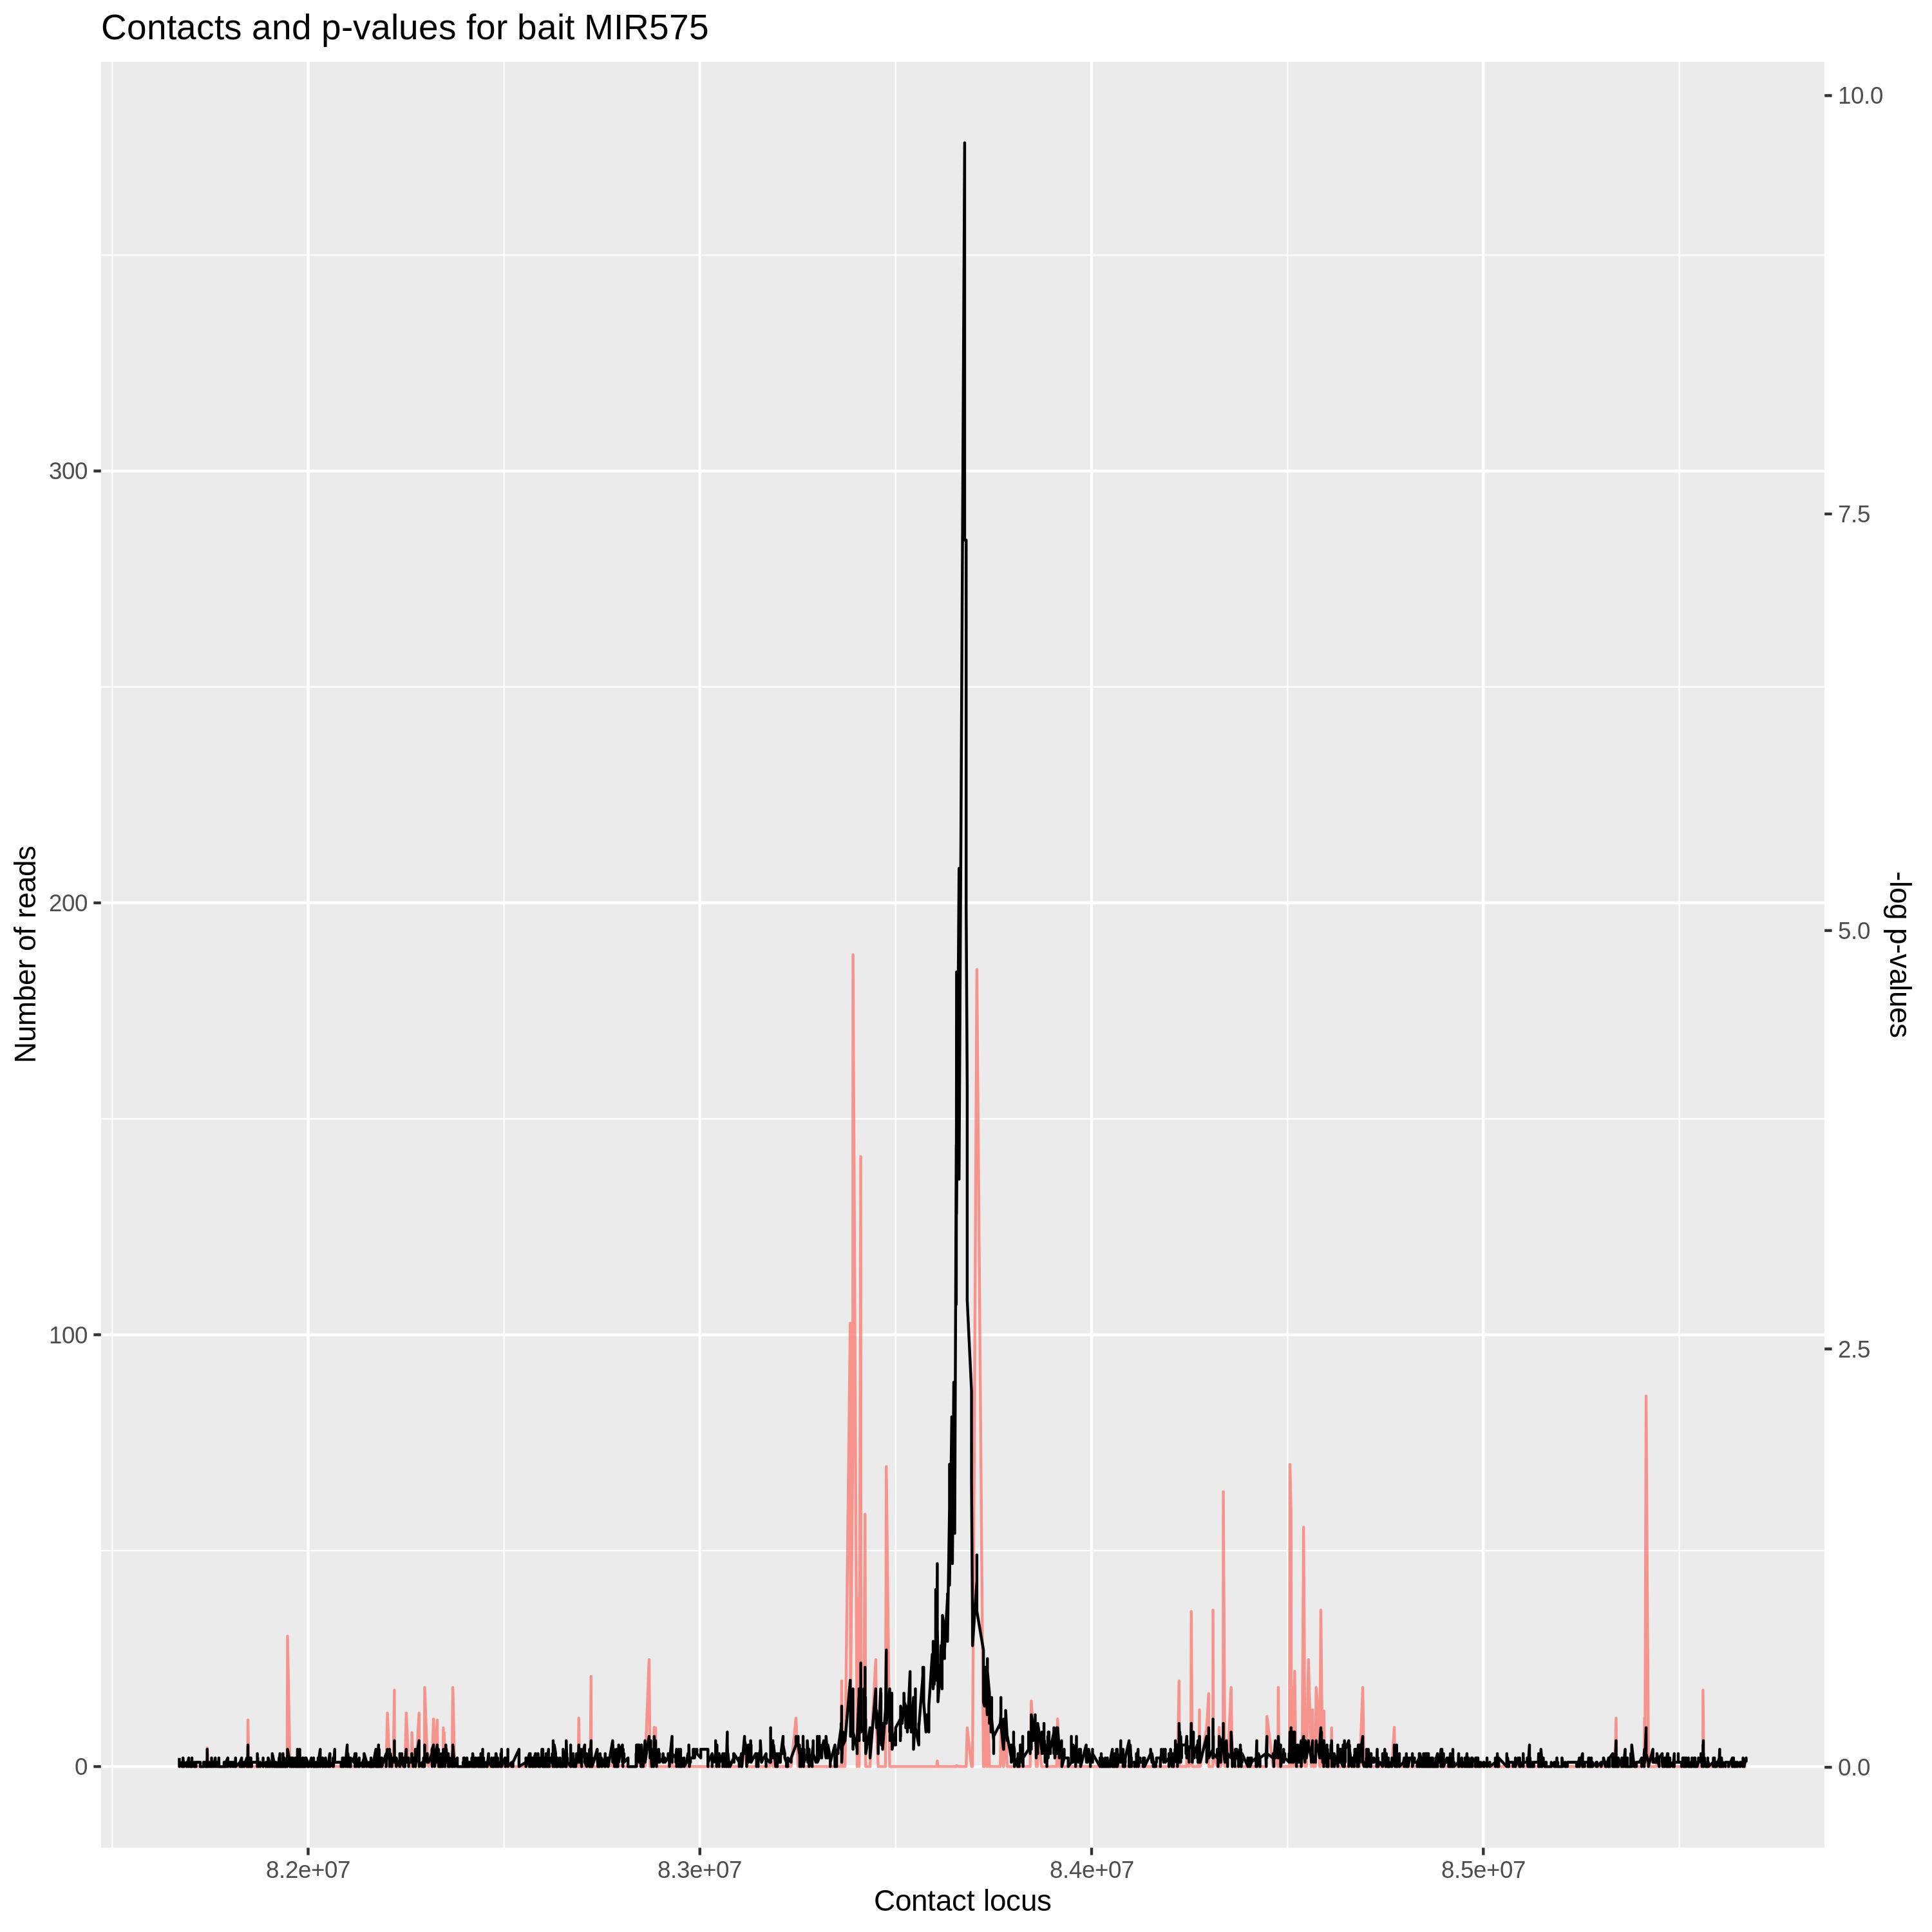 Contacts and p-values for bait MIR575
Number of reads
300
200
100
0
10.0
7.5
5.0
2.5
0.0
-log p-values
8.2e+07
8.3e+07
8.4e+07
8.5e+07
Contact locus